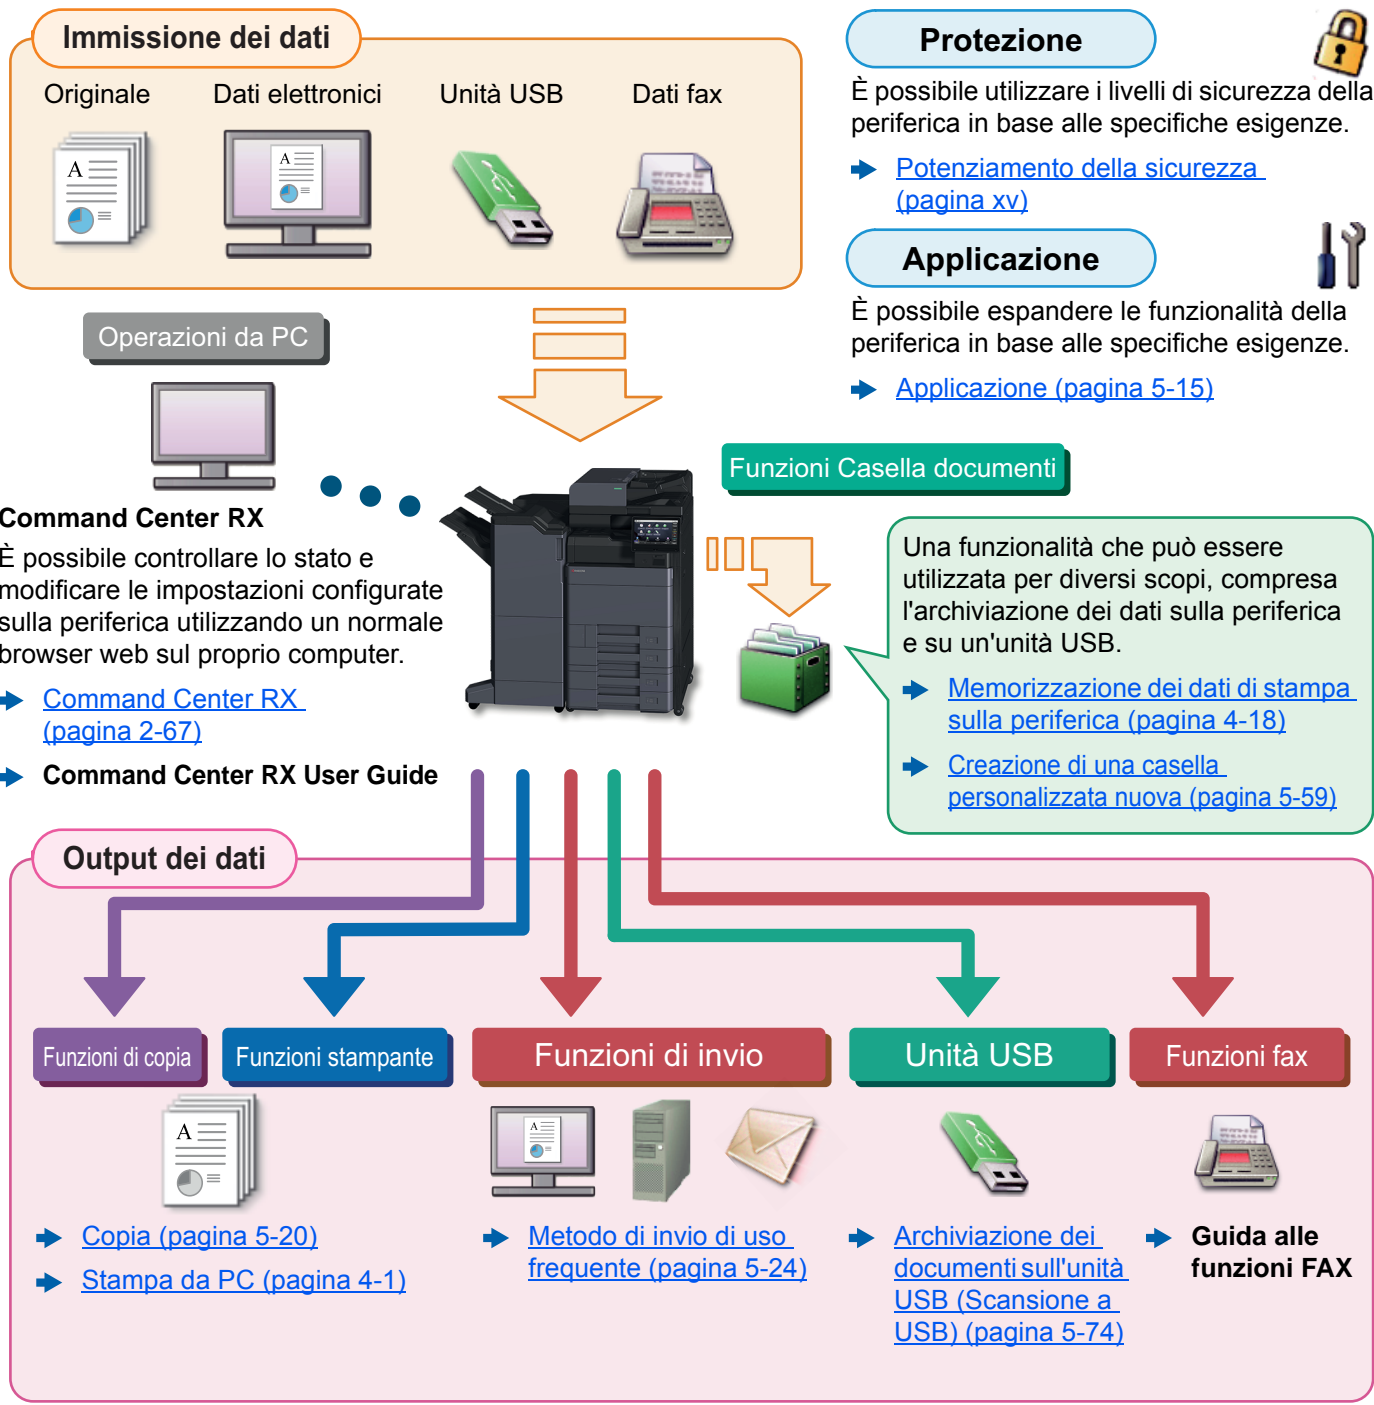 Immissione dei dati
Originale
Dati elettronici
Unità USB
Dati fax
Protezione
È possibile utilizzare i livelli di sicurezza della
periferica in base alle specifiche esigenze.
Potenziamento della sicurezza
(pagina xv)
Applicazione
È possibile espandere le funzionalità della
periferica in base alle specifiche esigenze.
Applicazione (pagina 5-15)
Operazioni da PC
Command Center RX
È possibile controllare lo stato e
modificare le impostazioni configurate
sulla periferica utilizzando un normale
browser web sul proprio computer.
Command Center RX
(pagina 2-67)
Command Center RX User Guide
Funzioni Casella documenti
Una funzionalità che può essere
utilizzata per diversi scopi, compresa
l'archiviazione dei dati sulla periferica
e su un'unità USB.
Memorizzazione dei dati di stampa
sulla periferica (pagina 4-18)
Creazione di una casella
personalizzata nuova (pagina 5-59)
Output dei dati
Funzioni di copia
Funzioni stampante
Funzioni di invio
Unità USB
Funzioni fax
A
A
A
A
Copia (pagina 5-20)
Stampa da PC (pagina 4-1)
Metodo di invio di uso
frequente (pagina 5-24)
Archiviazione dei
documenti sull'unità
USB (Scansione a
USB) (pagina 5-74)
Guida alle
funzioni FAX